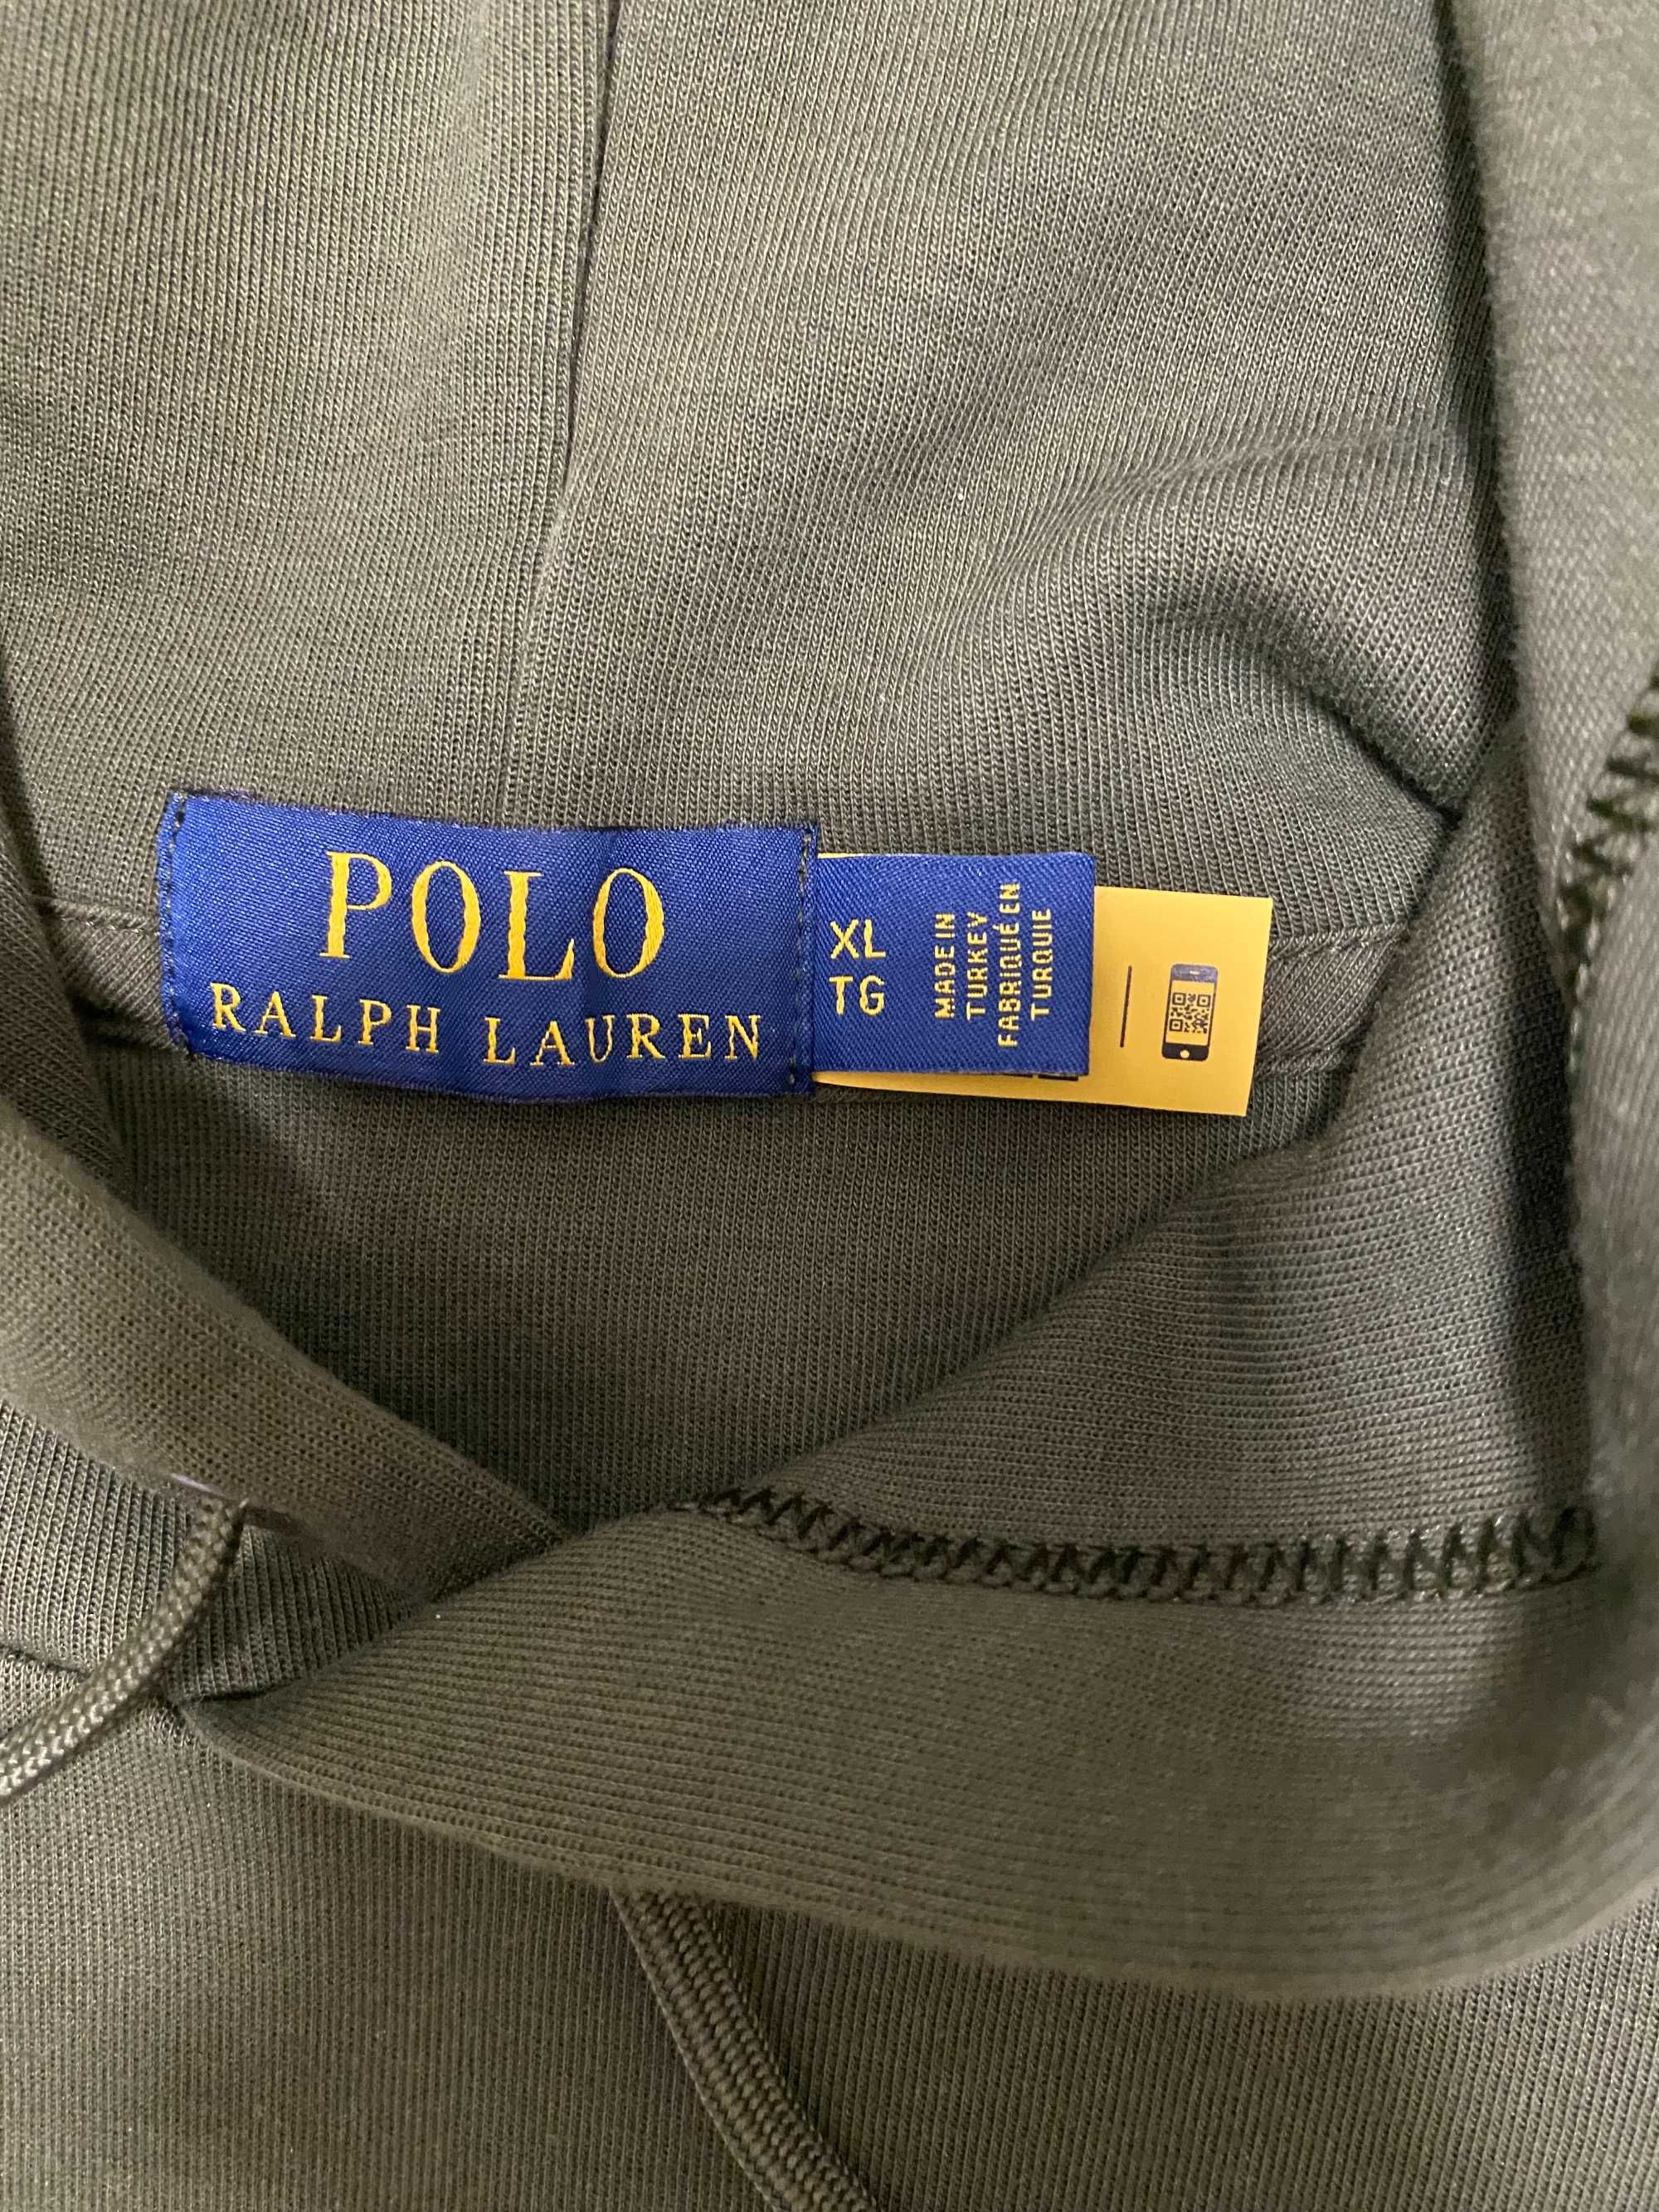 POLO
RALPH LAUREN
XL
TG
MADE IN
TURKEY
FABRIQUÉ EN
TURQUIE